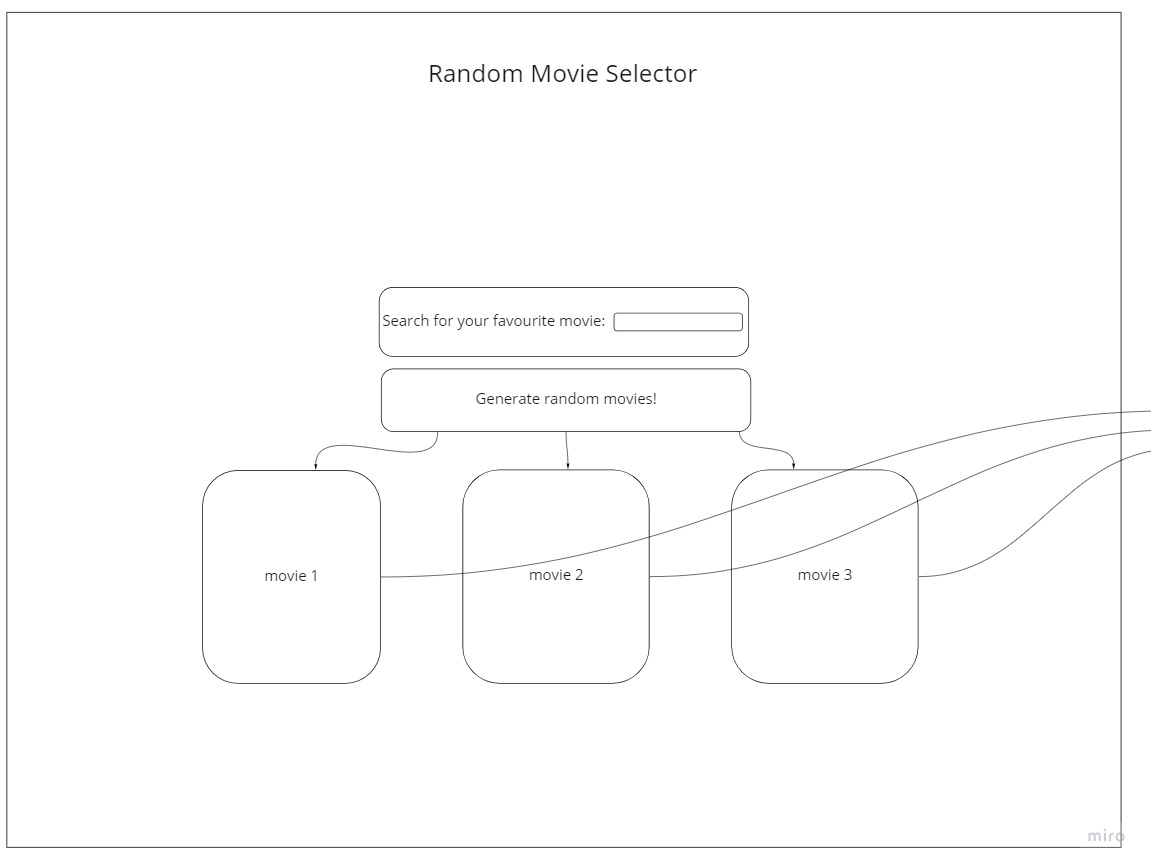 Random Movie Selector
Search for your favourite movie:
Generate random movies!
movie 1
movie 2
movie 3
miro